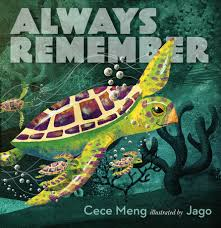 ALWAYS
REMEMBER
Cece Meng illustrated by Jago